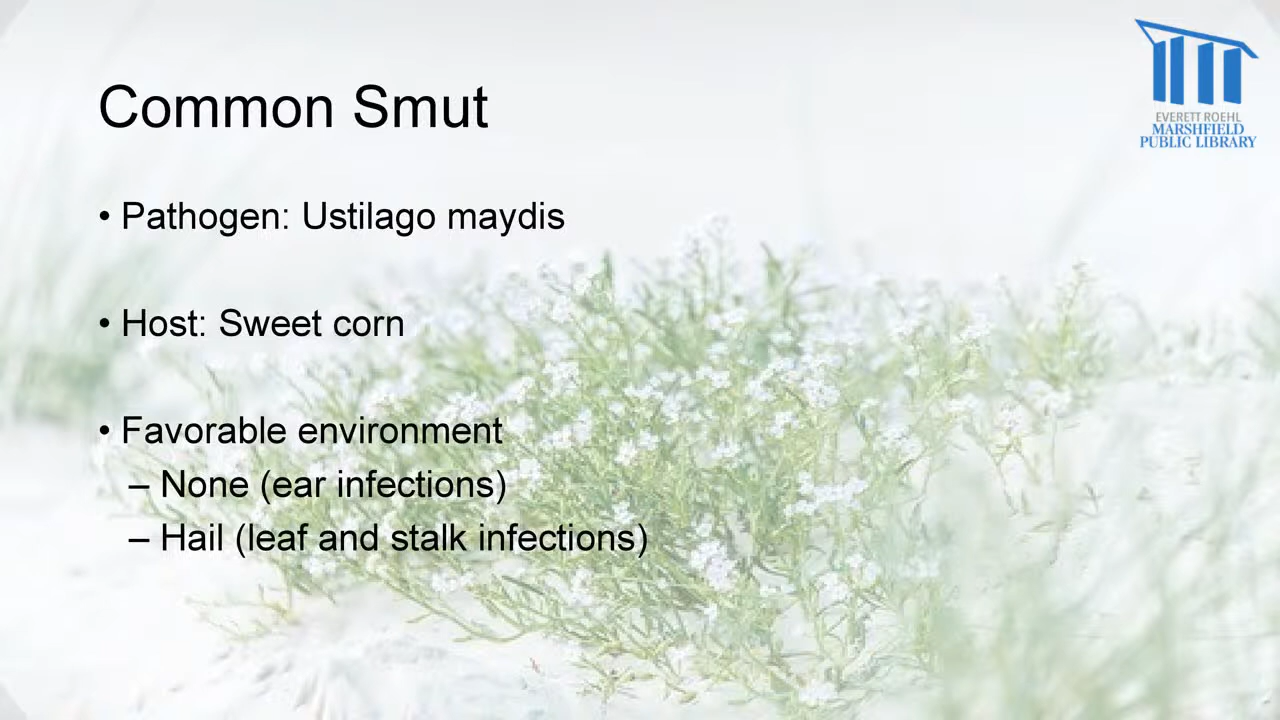 Common Smut
EVERETT ROEHL
MARSHFIELD
PUBLIC LIBRARY
• Pathogen: Ustilago maydis
• Host: Sweet corn
• Favorable environment
– None (ear infections)
– Hail (leaf and stalk infections)